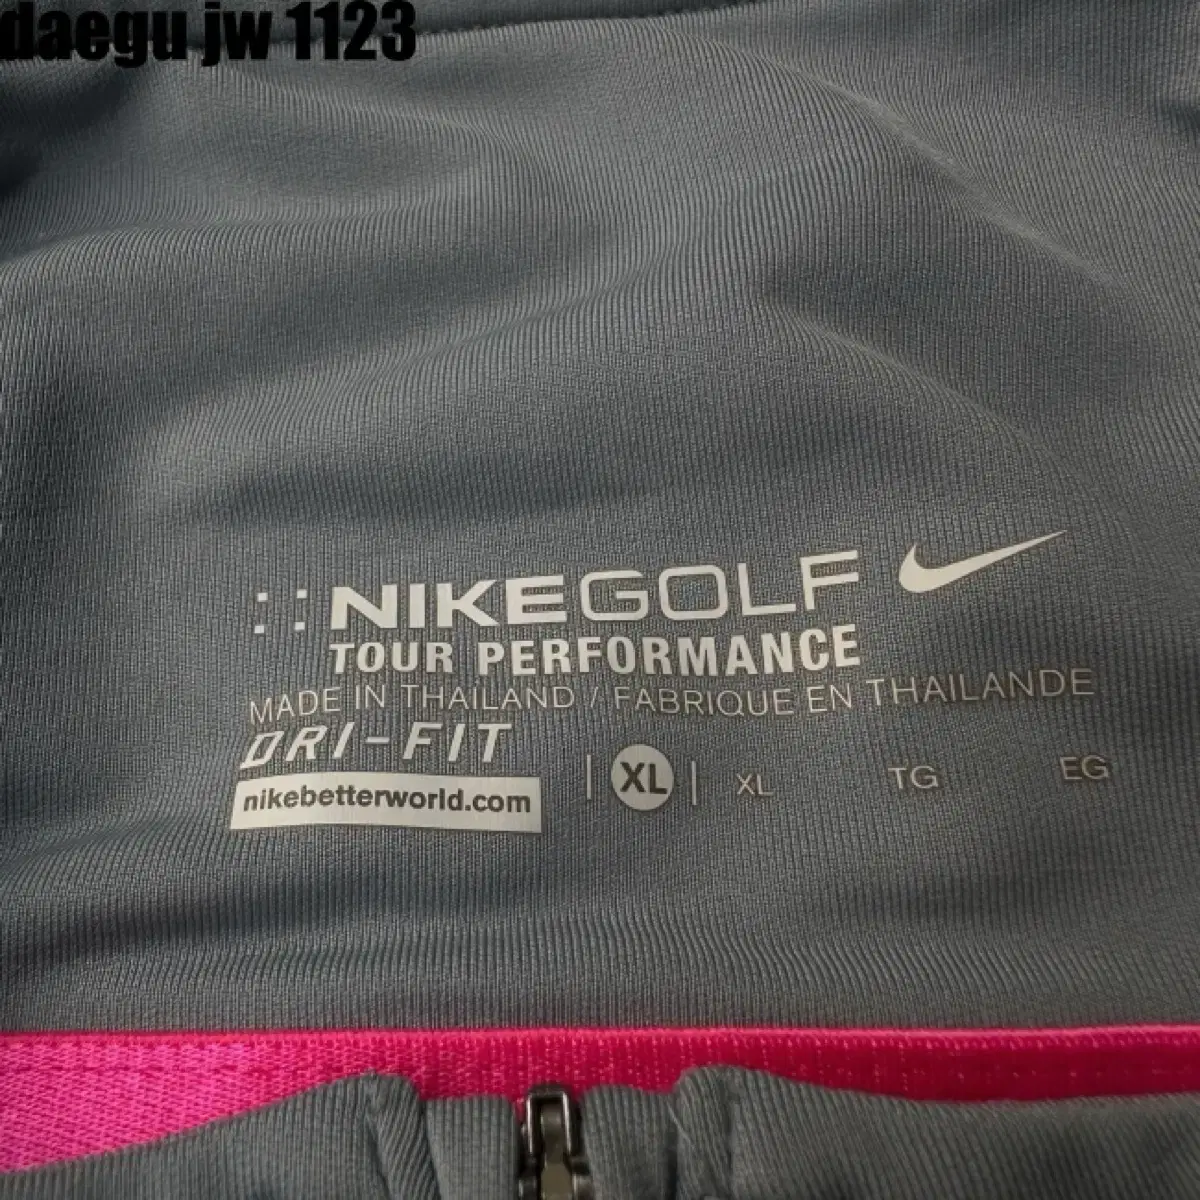 daegu jw 1123
NIKEGOLF
TOUR PERFORMANCE
MADE IN THAILAND / FABRIQUE EN THAILANDE
DRI-FIT
nikebetterworld.com
| XL | XL TG EG